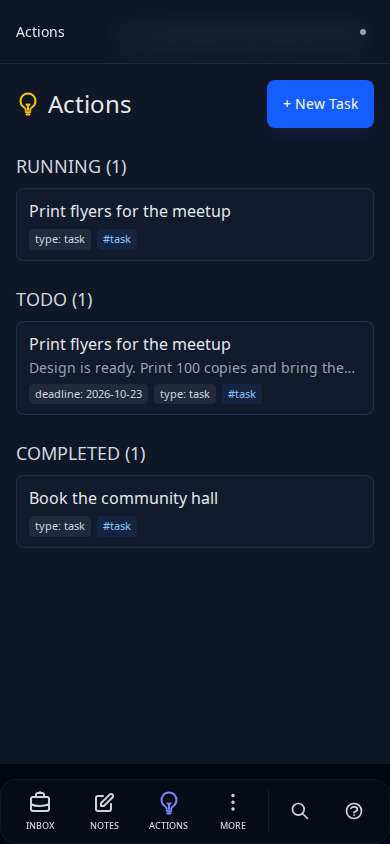 Actions
Actions
+ New Task
RUNNING (1)
Print flyers for the meetup
type: task
#task
TODO (1)
Print flyers for the meetup
Design is ready. Print 100 copies and bring the...
deadline: 2026-10-23
type: task
#task
COMPLETED (1)
Book the community hall
type: task
#task
INBOX
NOTES
ACTIONS
MORE